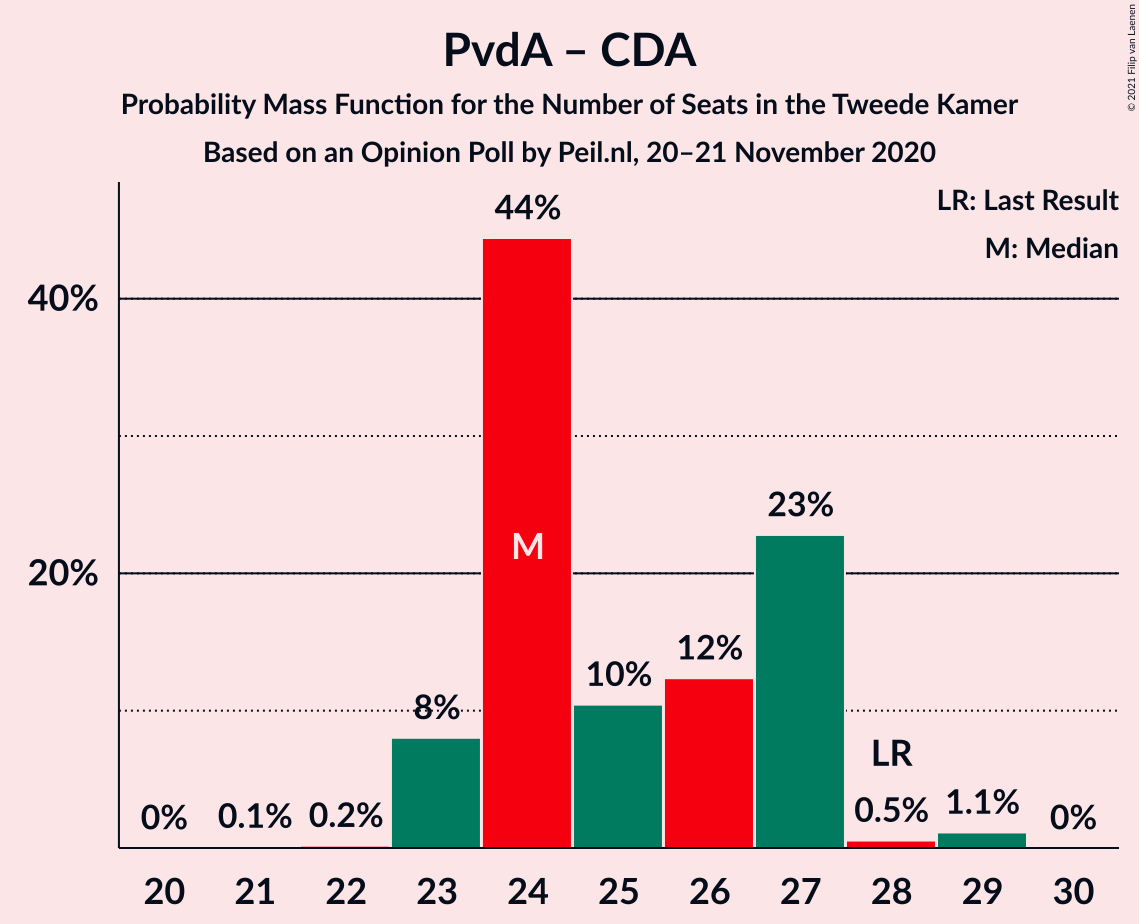 PvdA – CDA
Probability Mass Function for the Number of Seats in the Tweede Kamer
Based on an Opinion Poll by Peil.nl, 20–21 November 2020
© 2021 Filip van Laenen
LR: Last Result
M: Median
40%
20%
0%
0.1%
0.2%
8%
44%
M
10%
12%
23%
LR
0.5%
1.1%
0%
20 21 22 23 24 25 26 27 28 29 30